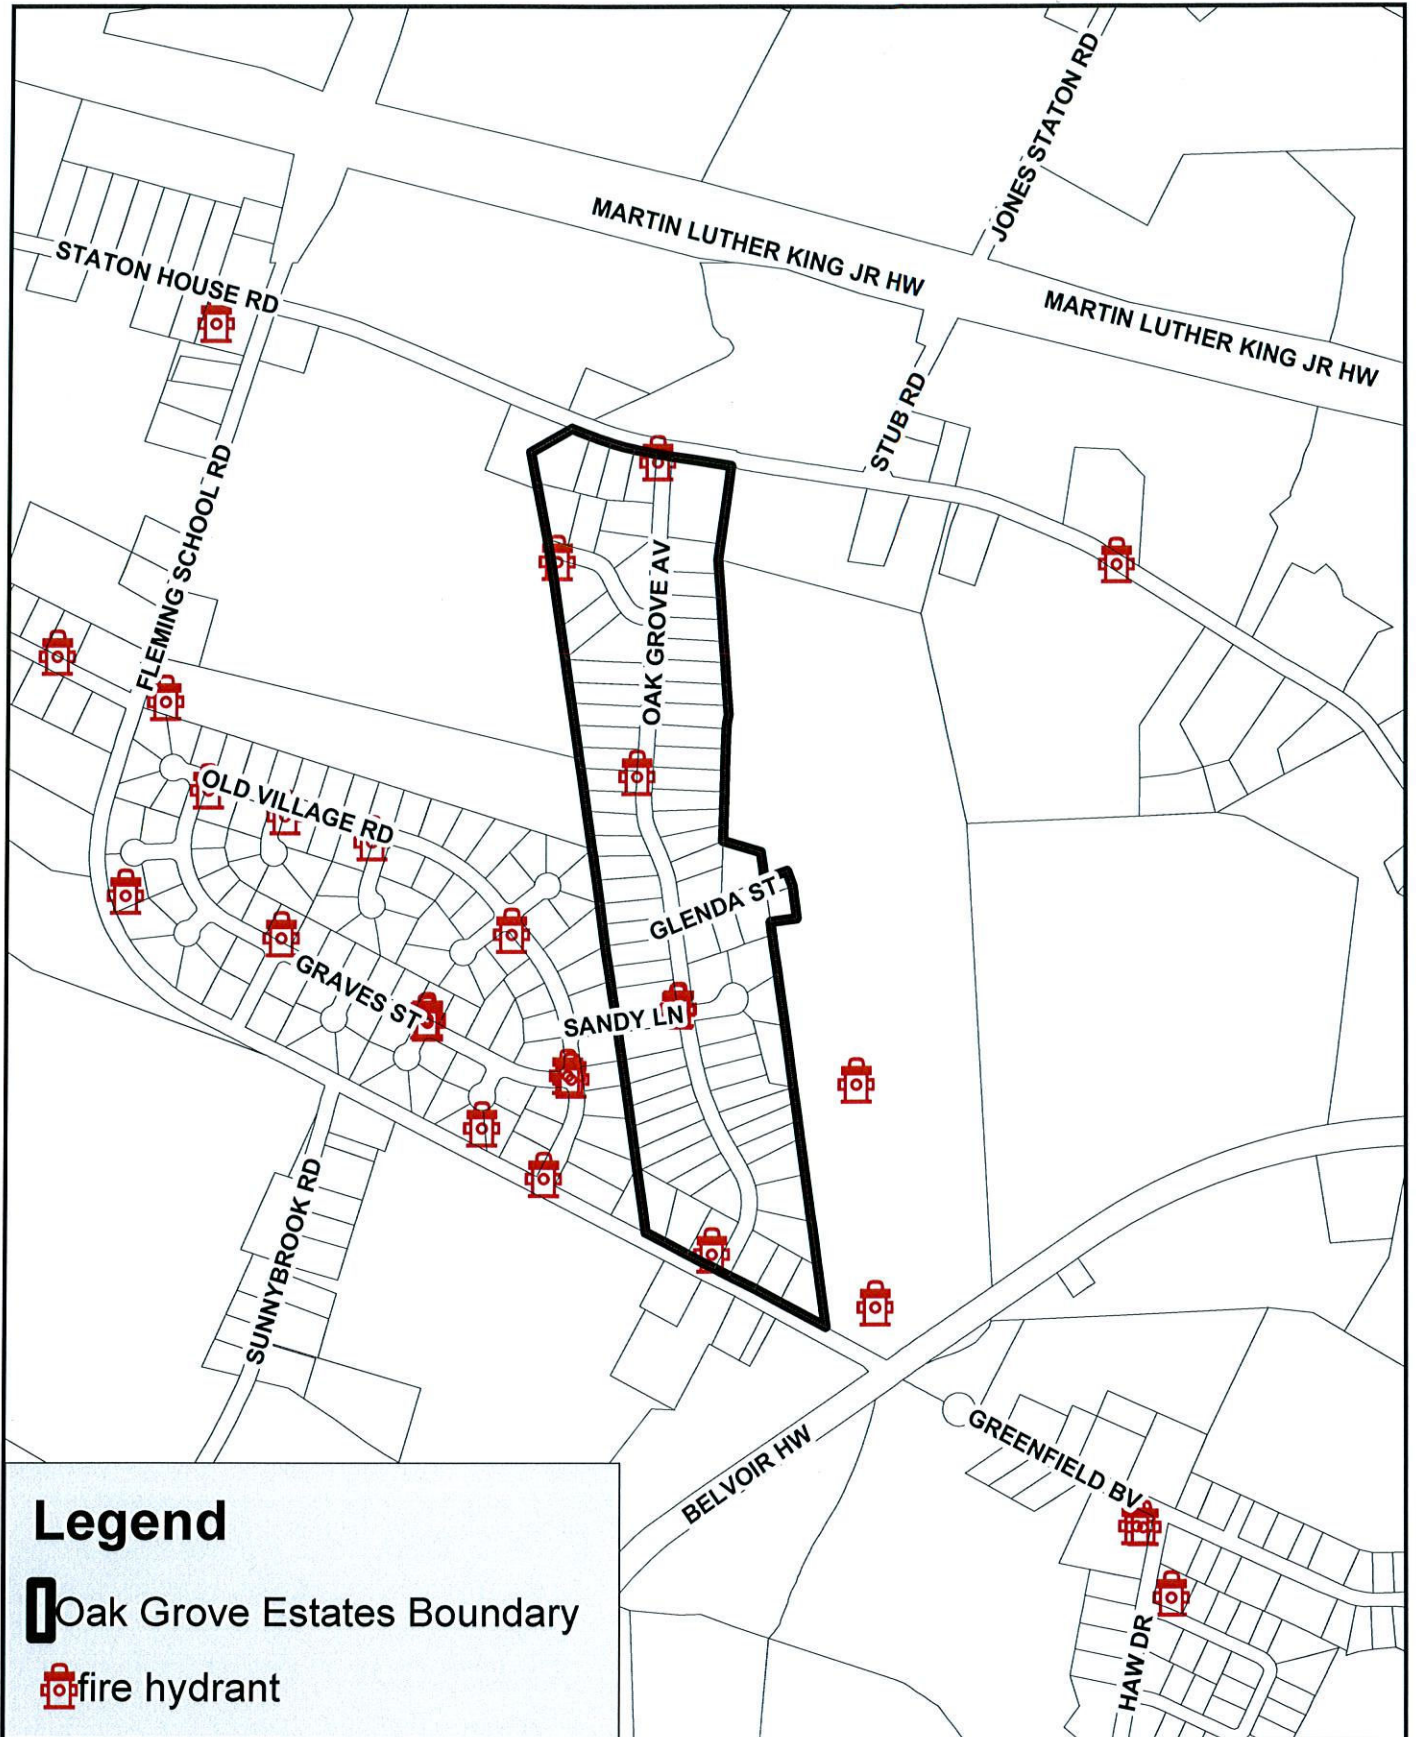 JONES STATON RD
MARTIN LUTHER KING JR HW
STATON HOUSE RD
MARTIN LUTHER KING JR HW
STUB RD
FLEMING SCHOOL RD
OAK GROVE AV
OLD VILLAGE RD
GLENDA ST
GRAVES ST
SANDY LN
SUNNYBROOK RD
GREENFIELD BV
BELVOIR HW
HAW DR
Legend
Oak Grove Estates Boundary
fire hydrant